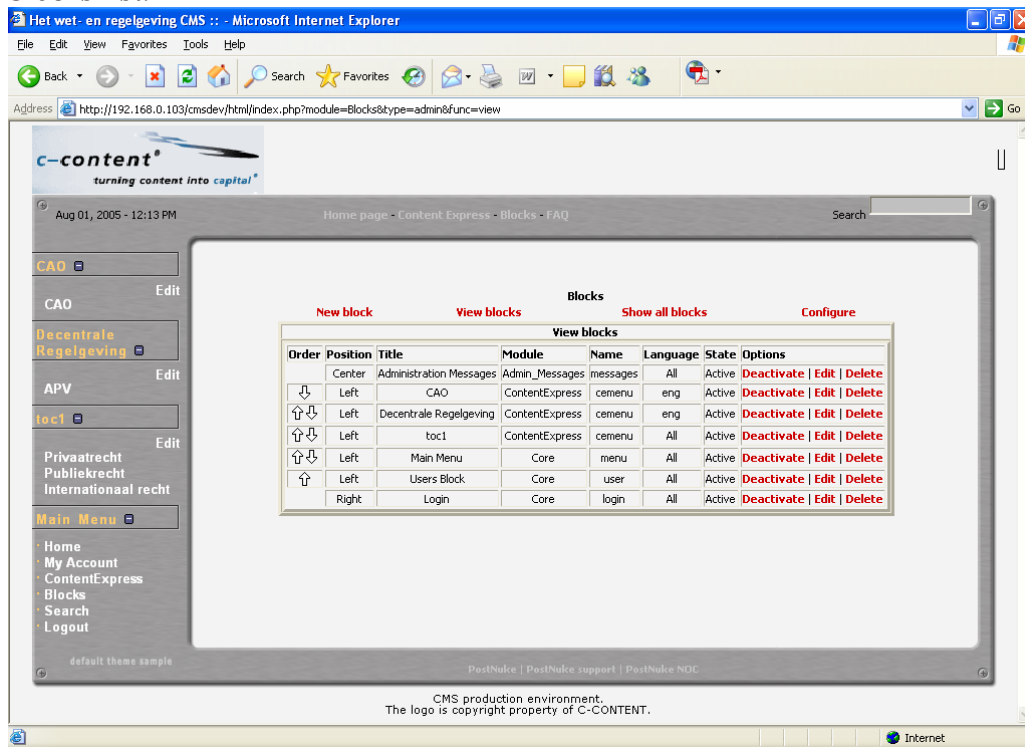 Het wet- en regelgeving CMS :: - Microsoft Internet Explorer
File Edit View Favorites Tools Help
Back Search Favorites
Address http://192.168.0.103/cmsdev/html/index.php?module=Blocks&type=admin&func=view Go
c-content
turning content into capital
Aug 01, 2005 - 12:13 PM
Home page - Content Express - Blocks - FAQ
Search
CAO
Edit
CAO
Decentrale
Regelgeving
Edit
APV
toc1
Edit
Privaatrecht
Publiekrecht
Internationaal recht
Main Menu
Home
My Account
ContentExpress
Blocks
Search
Logout
default theme sample
Blocks
New block View blocks Show all blocks Configure
View blocks
Order Position Title Module Name Language State Options
Center Administration Messages Admin_Messages messages All Active Deactivate | Edit | Delete
Left CAO ContentExpress cemenu eng Active Deactivate | Edit | Delete
Left Decentrale Regelgeving ContentExpress cemenu eng Active Deactivate | Edit | Delete
Left toc1 ContentExpress cemenu All Active Deactivate | Edit | Delete
Left Main Menu Core menu All Active Deactivate | Edit | Delete
Left Users Block Core user All Active Deactivate | Edit | Delete
Right Login Core login All Active Deactivate | Edit | Delete
PostNuke | PostNuke support | PostNuke NOC
CMS production environment.
The logo is copyright property of C-CONTENT.
Internet